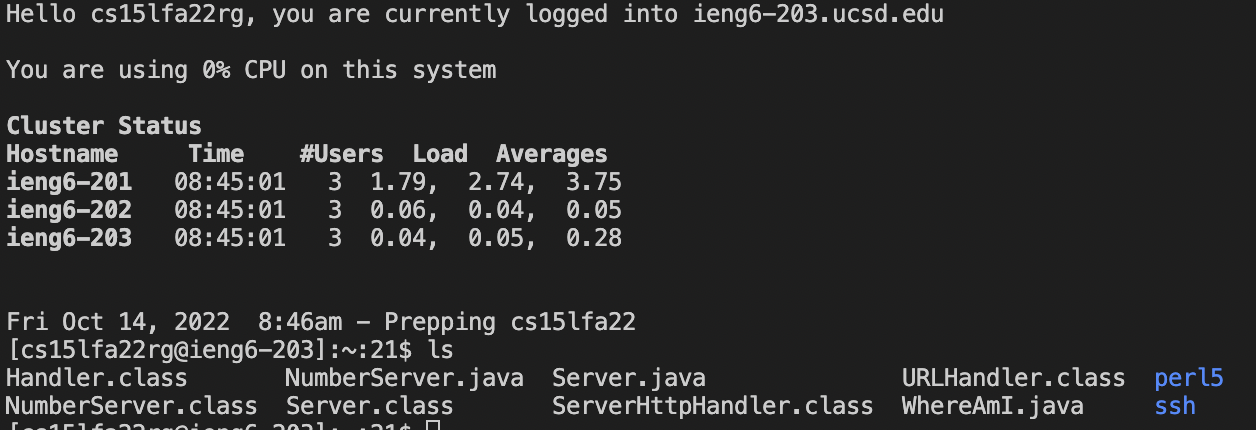 Hello cs15lfa22rg, you are currently logged into ieng6-203.ucsd.edu
You are using 0% CPU on this system
Cluster Status
Hostname     Time    #Users  Load  Averages
ieng6-201   08:45:01   3  1.79,  2.74,  3.75
ieng6-202   08:45:01   3  0.06,  0.04,  0.05
ieng6-203   08:45:01   3  0.04,  0.05,  0.28
Fri Oct 14, 2022  8:46am - Prepping cs15lfa22
[cs15lfa22rg@ieng6-203]:~:21$ ls
Handler.class       NumberServer.java  Server.java              URLHandler.class  perl5
NumberServer.class  Server.class       ServerHttpHandler.class  WhereAmI.java     ssh
[cs15lfa22rg@ieng6-203]:~:21$